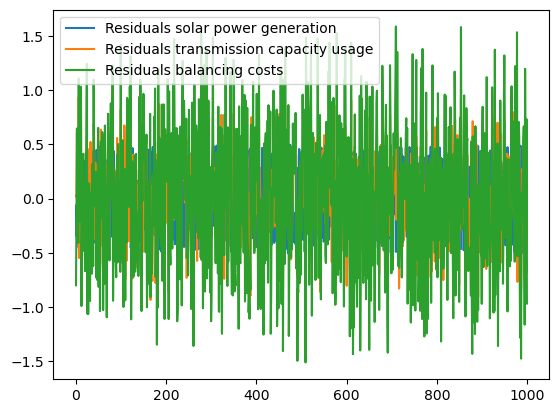 Residuals solar power generation
Residuals transmission capacity usage
Residuals balancing costs
1.5
1.0
0.5
0.0
−0.5
−1.0
−1.5
0 200 400 600 800 1000